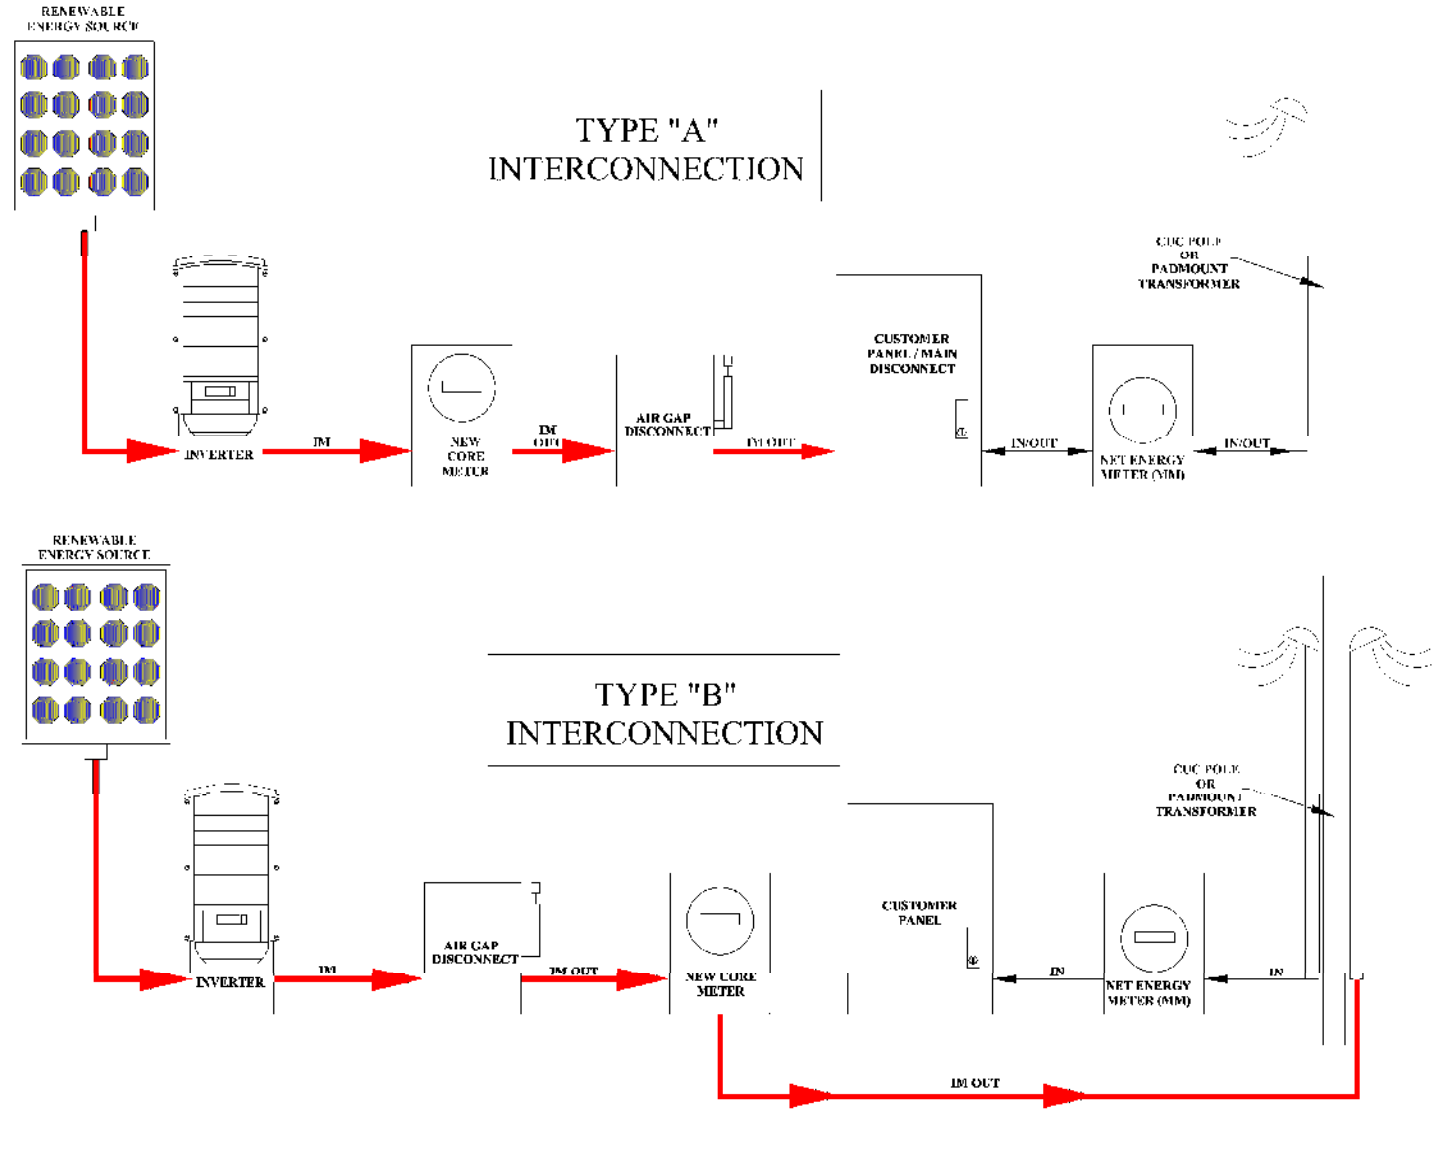 RENEWABLE
ENERGY SOURCE
TYPE "A"
INTERCONNECTION
CUC POLE
OR
PADMOUNT
TRANSFORMER
CUSTOMER
PANEL / MAIN
DISCONNECT
AIR GAP
DISCONNECT
IM
INVERTER
NEW
CORE
METER
IM
OUT
IM OUT
IN/OUT
NET ENERGY
METER (MM)
IN/OUT
RENEWABLE
ENERGY SOURCE
TYPE "B"
INTERCONNECTION
CUC POLE
OR
PADMOUNT
TRANSFORMER
CUSTOMER
PANEL
AIR GAP
DISCONNECT
INVERTER
IM
IM OUT
NEW CORE
METER
IN
NET ENERGY
METER (MM)
IN
IM OUT